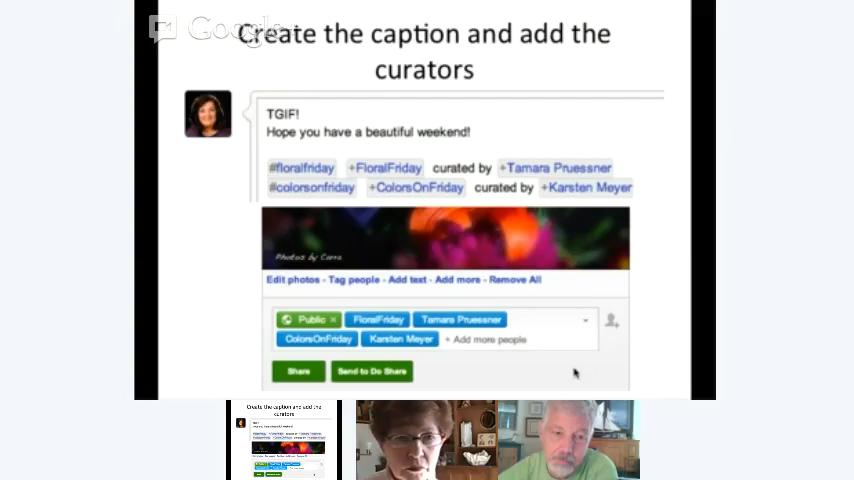 Google+
Create the caption and add the
curators
TGIF!
Hope you have a beautiful weekend!
#floralfriday +FloralFriday curated by +Tamara Pruessner
#colorsonfriday +ColorsOnFriday curated by +Karsten Meyer
Photos by Carra
Edit photos - Tag people - Add text - Add more - Remove All
Public × FloralFriday Tamara Pruessner
ColorsOnFriday Karsten Meyer + Add more people
Share Send to Do Share
Create the caption and add the
curators